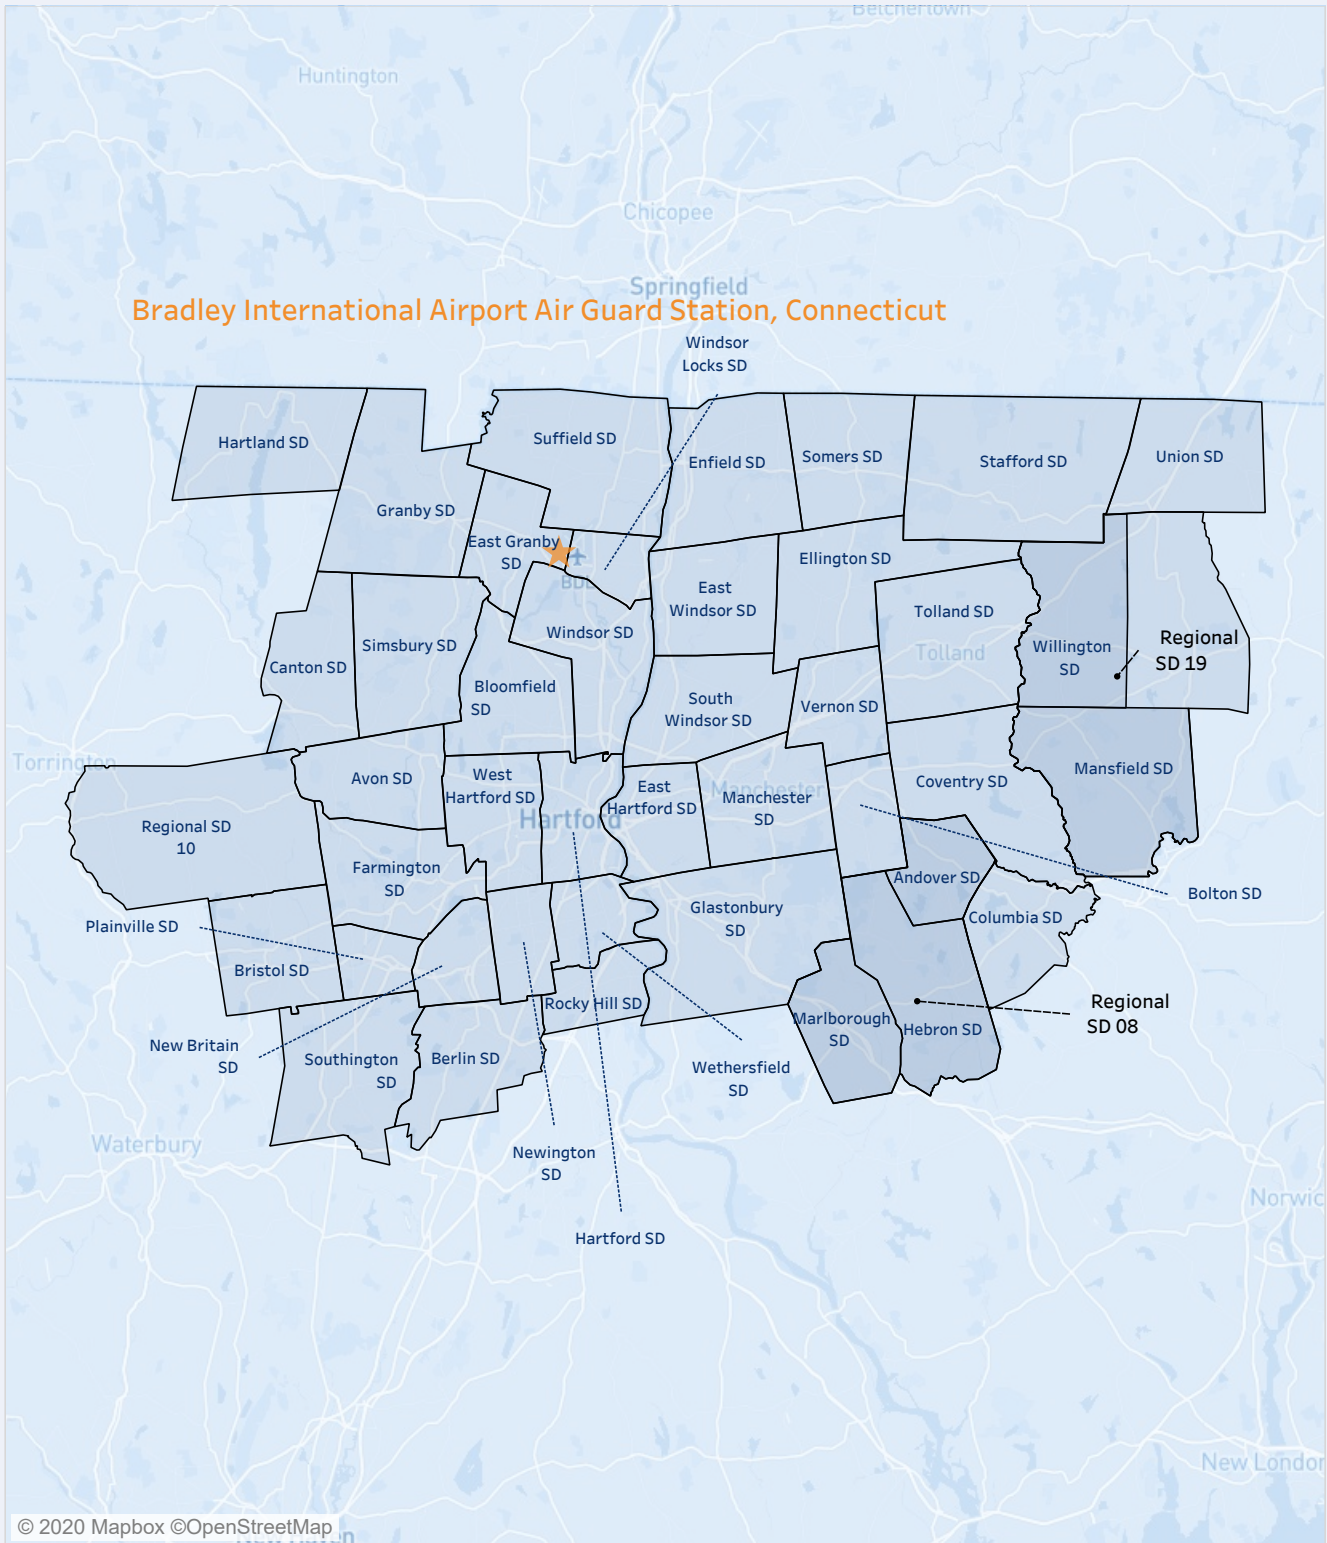 Belchertown
Huntington
Chicopee
Springfield
Bradley International Airport Air Guard Station, Connecticut
Windsor
Locks SD
Hartland SD
Suffield SD
Enfield SD
Somers SD
Stafford SD
Union SD
Granby SD
East Granby
SD
BDL
Ellington SD
East
Windsor SD
Tolland SD
Tolland
Windsor SD
Simsbury SD
Canton SD
Willington
SD
Regional
SD 19
Bloomfield
SD
South
Windsor SD
Vernon SD
Torrington
Avon SD
West
Hartford SD
East
Hartford SD
Manchester
Manchester
SD
Coventry SD
Mansfield SD
Hartford
Regional SD
10
Farmington
SD
Andover SD
Bolton SD
Plainville SD
Glastonbury
SD
Columbia SD
Bristol SD
Rocky Hill SD
Regional
SD 08
Marlborough
SD
Hebron SD
New Britain
SD
Southington
SD
Berlin SD
Wethersfield
SD
Waterbury
Newington
SD
Norwic
Hartford SD
New London
© 2020 Mapbox ©OpenStreetMap
New Haven